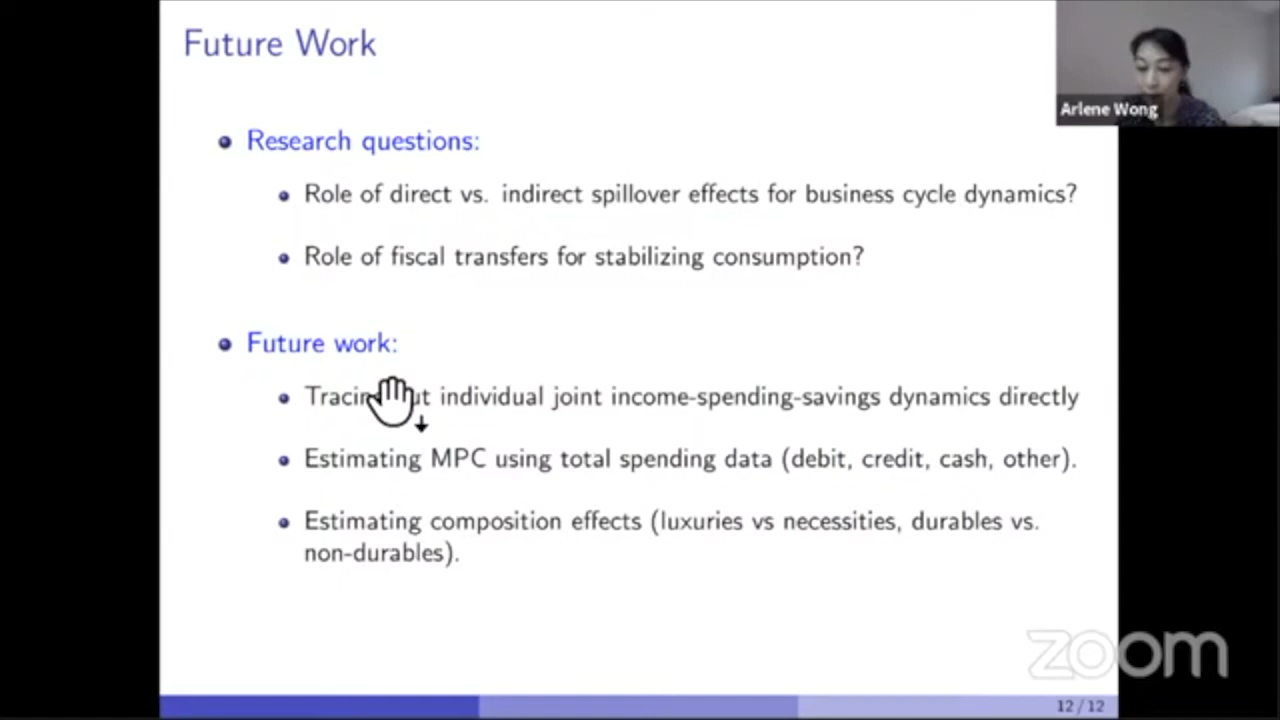 Future Work
Arlene Wong
Research questions:
Role of direct vs. indirect spillover effects for business cycle dynamics?
Role of fiscal transfers for stabilizing consumption?
Future work:
individual joint income-spending-savings dynamics directly
Estimating MPC using total spending data (debit, credit, cash, other).
Estimating composition effects (luxuries vs necessities, durables vs.
non-durables).
zoom
12 / 12